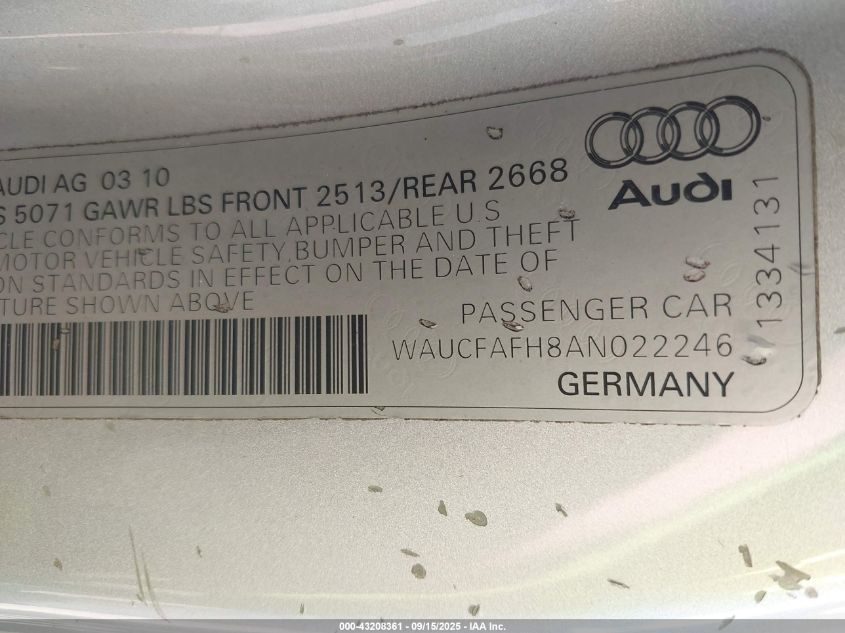 AUDI AG 03 10
S 5071 GAWR LBS FRONT 2513/REAR 2668
CLE CONFORMS TO ALL APPLICABLE U.S
MOTOR VEHICLE SAFETY, BUMPER AND THEFT
ON STANDARDS IN EFFECT ON THE DATE OF
TURE SHOWN ABOVE
Audi
PASSENGER CAR
WAUCFAFH8AN022246
GERMANY
1334131
000-43208361 - 09/15/2025 - IAA Inc.